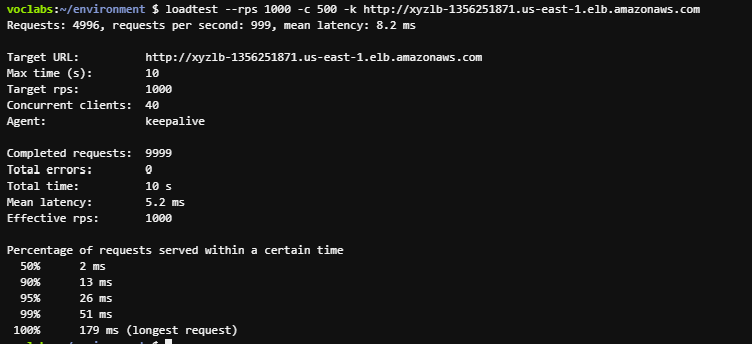 voclabs:~/environment $ loadtest --rps 1000 -c 500 -k http://xyzlb-1356251871.us-east-1.elb.amazonaws.com
Requests: 4996, requests per second: 999, mean latency: 8.2 ms
Target URL: http://xyzlb-1356251871.us-east-1.elb.amazonaws.com
Max time (s): 10
Target rps: 1000
Concurrent clients: 40
Agent: keepalive
Completed requests: 9999
Total errors: 0
Total time: 10 s
Mean latency: 5.2 ms
Effective rps: 1000
Percentage of requests served within a certain time
50% 2 ms
90% 13 ms
95% 26 ms
99% 51 ms
100% 179 ms (longest request)
voclabs:~/environment $